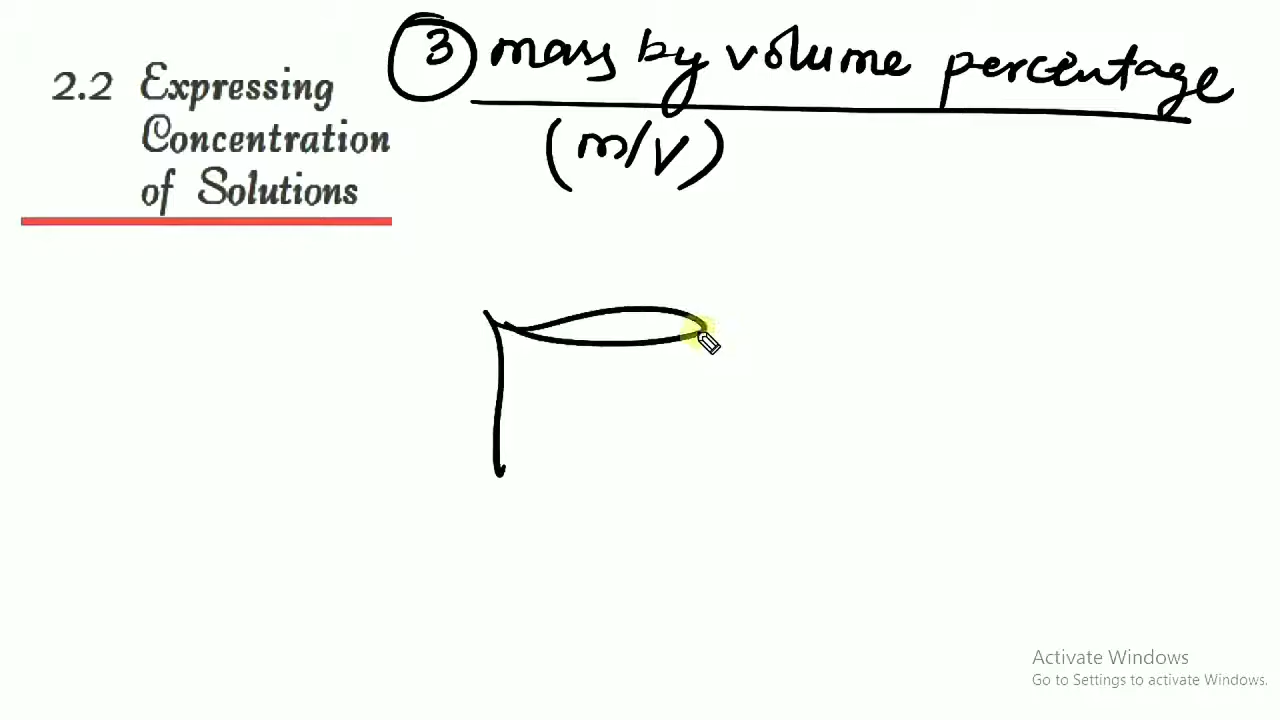 2.2 Expressing
Concentration
of Solutions
3 mass by volume percentage
(m/V)
Activate Windows
Go to Settings to activate Windows.